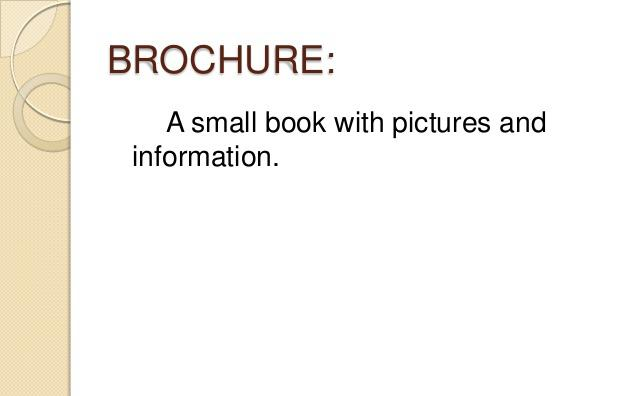 BROCHURE:
A small book with pictures and
information.